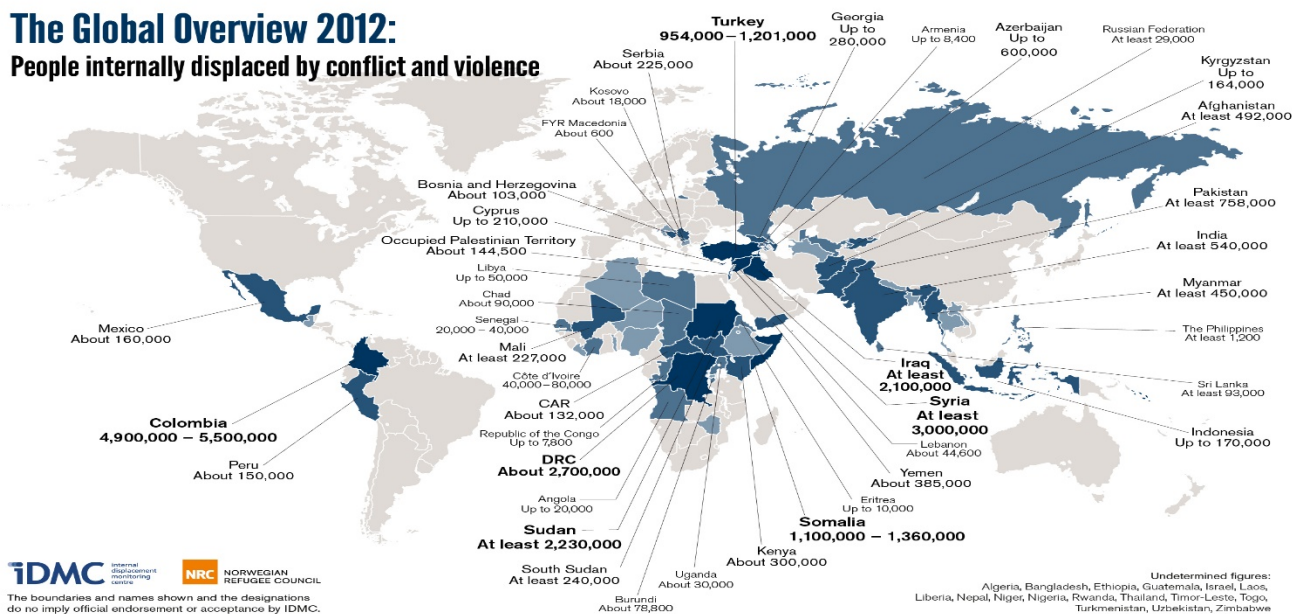 The Global Overview 2012:
People internally displaced by conflict and violence
Turkey
954,000 – 1,201,000
Georgia
Up to
280,000
Armenia
Up to 8,400
Azerbaijan
Up to
600,000
Russian Federation
At least 29,000
Kyrgyzstan
Up to
164,000
Afghanistan
At least 492,000
Serbia
About 225,000
Kosovo
About 18,000
FYR Macedonia
About 600
Bosnia and Herzegovina
About 103,000
Cyprus
Up to 210,000
Occupied Palestinian Territory
About 144,500
Libya
Up to 50,000
Chad
About 90,000
Senegal
20,000 – 40,000
Mali
At least 227,000
Côte d'Ivoire
40,000–80,000
CAR
About 132,000
Republic of the Congo
Up to 7,800
DRC
About 2,700,000
Angola
Up to 20,000
Sudan
At least 2,230,000
South Sudan
At least 240,000
Burundi
About 78,800
Uganda
About 30,000
Kenya
About 300,000
Somalia
1,100,000 – 1,360,000
Eritrea
Up to 10,000
Yemen
About 385,000
Lebanon
About 44,600
Syria
At least
3,000,000
Iraq
At least
2,100,000
Pakistan
At least 758,000
India
At least 540,000
Myanmar
At least 450,000
The Philippines
At least 1,200
Sri Lanka
At least 93,000
Indonesia
Up to 170,000
Mexico
About 160,000
Colombia
4,900,000 – 5,500,000
Peru
About 150,000
iDMC
internal
displacement
monitoring
centre
NRC
NORWEGIAN
REFUGEE COUNCIL
The boundaries and names shown and the designations
do no imply official endorsement or acceptance by IDMC.
Undetermined figures:
Algeria, Bangladesh, Ethiopia, Guatemala, Israel, Laos,
Liberia, Nepal, Niger, Nigeria, Rwanda, Thailand, Timor-Leste, Togo,
Turkmenistan, Uzbekistan, Zimbabwe